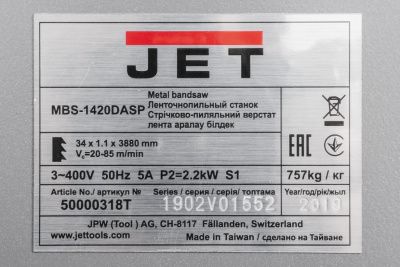 JET
MBS-1420DASP
Metal bandsaw
Ленточнопильный станок
Стрічково-пиляльний верстат
лента аралау білдек
34 x 1.1 x 3880 mm
Vc=20-85 m/min
EAC
3~400V 50Hz 5A P2=2,2kW S1
757kg / кг
Article No./ артикул №
50000318T
Series / серия / серія/ топтама
1902V01552
Year/год/рік/жыл
2019
JPW (Tool ) AG, CH-8117 Fällanden, Switzerland
www.jettools.com
Made in Taiwan / сделано на Тайване